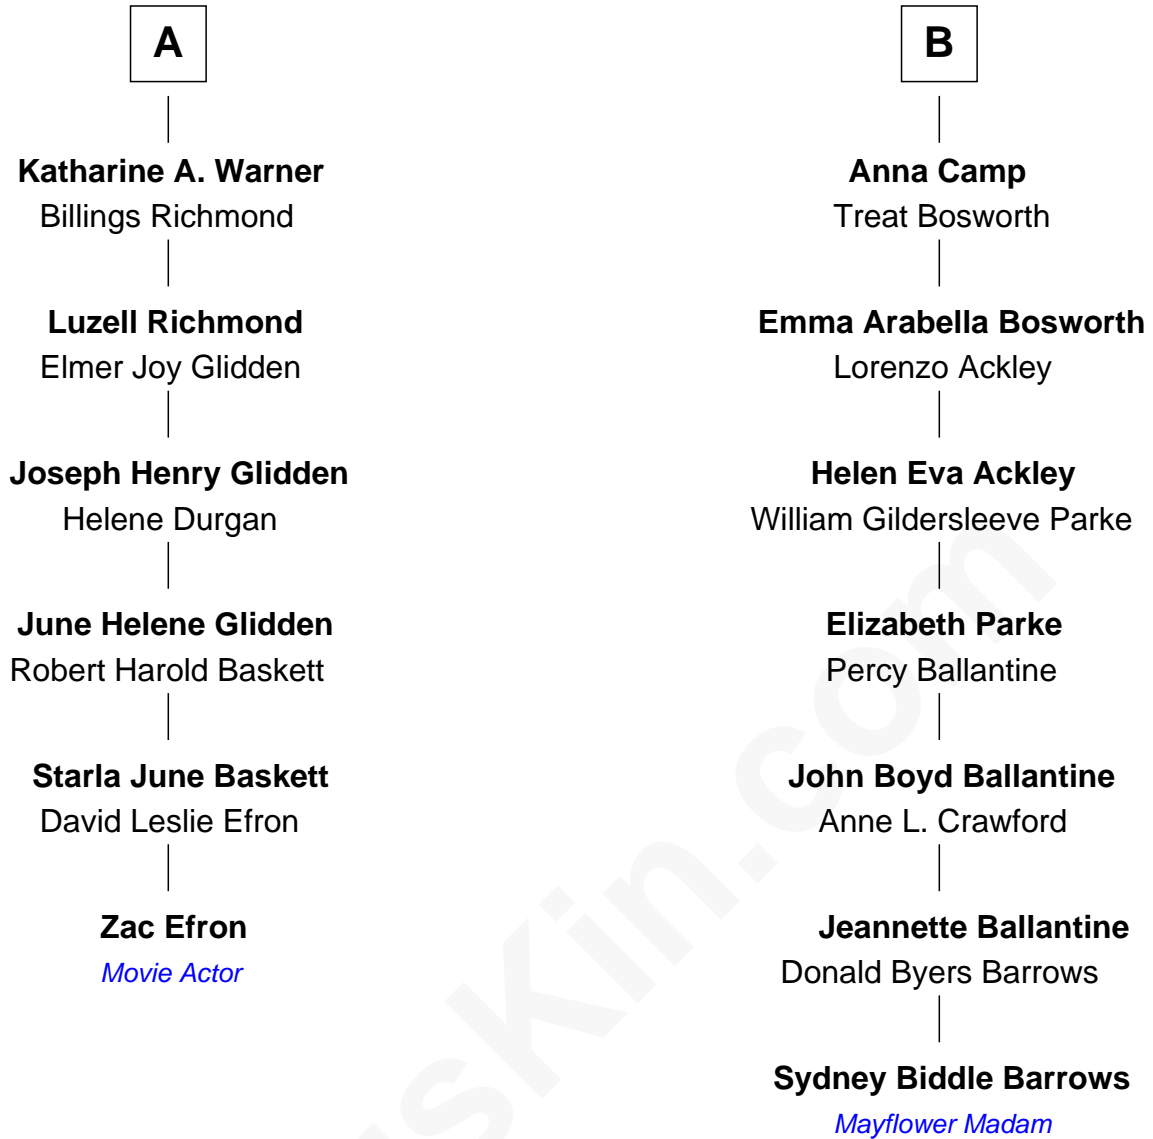 A
Katharine A. Warner
Billings Richmond
Luzell Richmond
Elmer Joy Glidden
Joseph Henry Glidden
Helene Durgan
June Helene Glidden
Robert Harold Baskett
Starla June Baskett
David Leslie Efron
Zac Efron
Movie Actor
B
Anna Camp
Treat Bosworth
Emma Arabella Bosworth
Lorenzo Ackley
Helen Eva Ackley
William Gildersleeve Parke
Elizabeth Parke
Percy Ballantine
John Boyd Ballantine
Anne L. Crawford
Jeannette Ballantine
Donald Byers Barrows
Sydney Biddle Barrows
Mayflower Madam
sKin.com